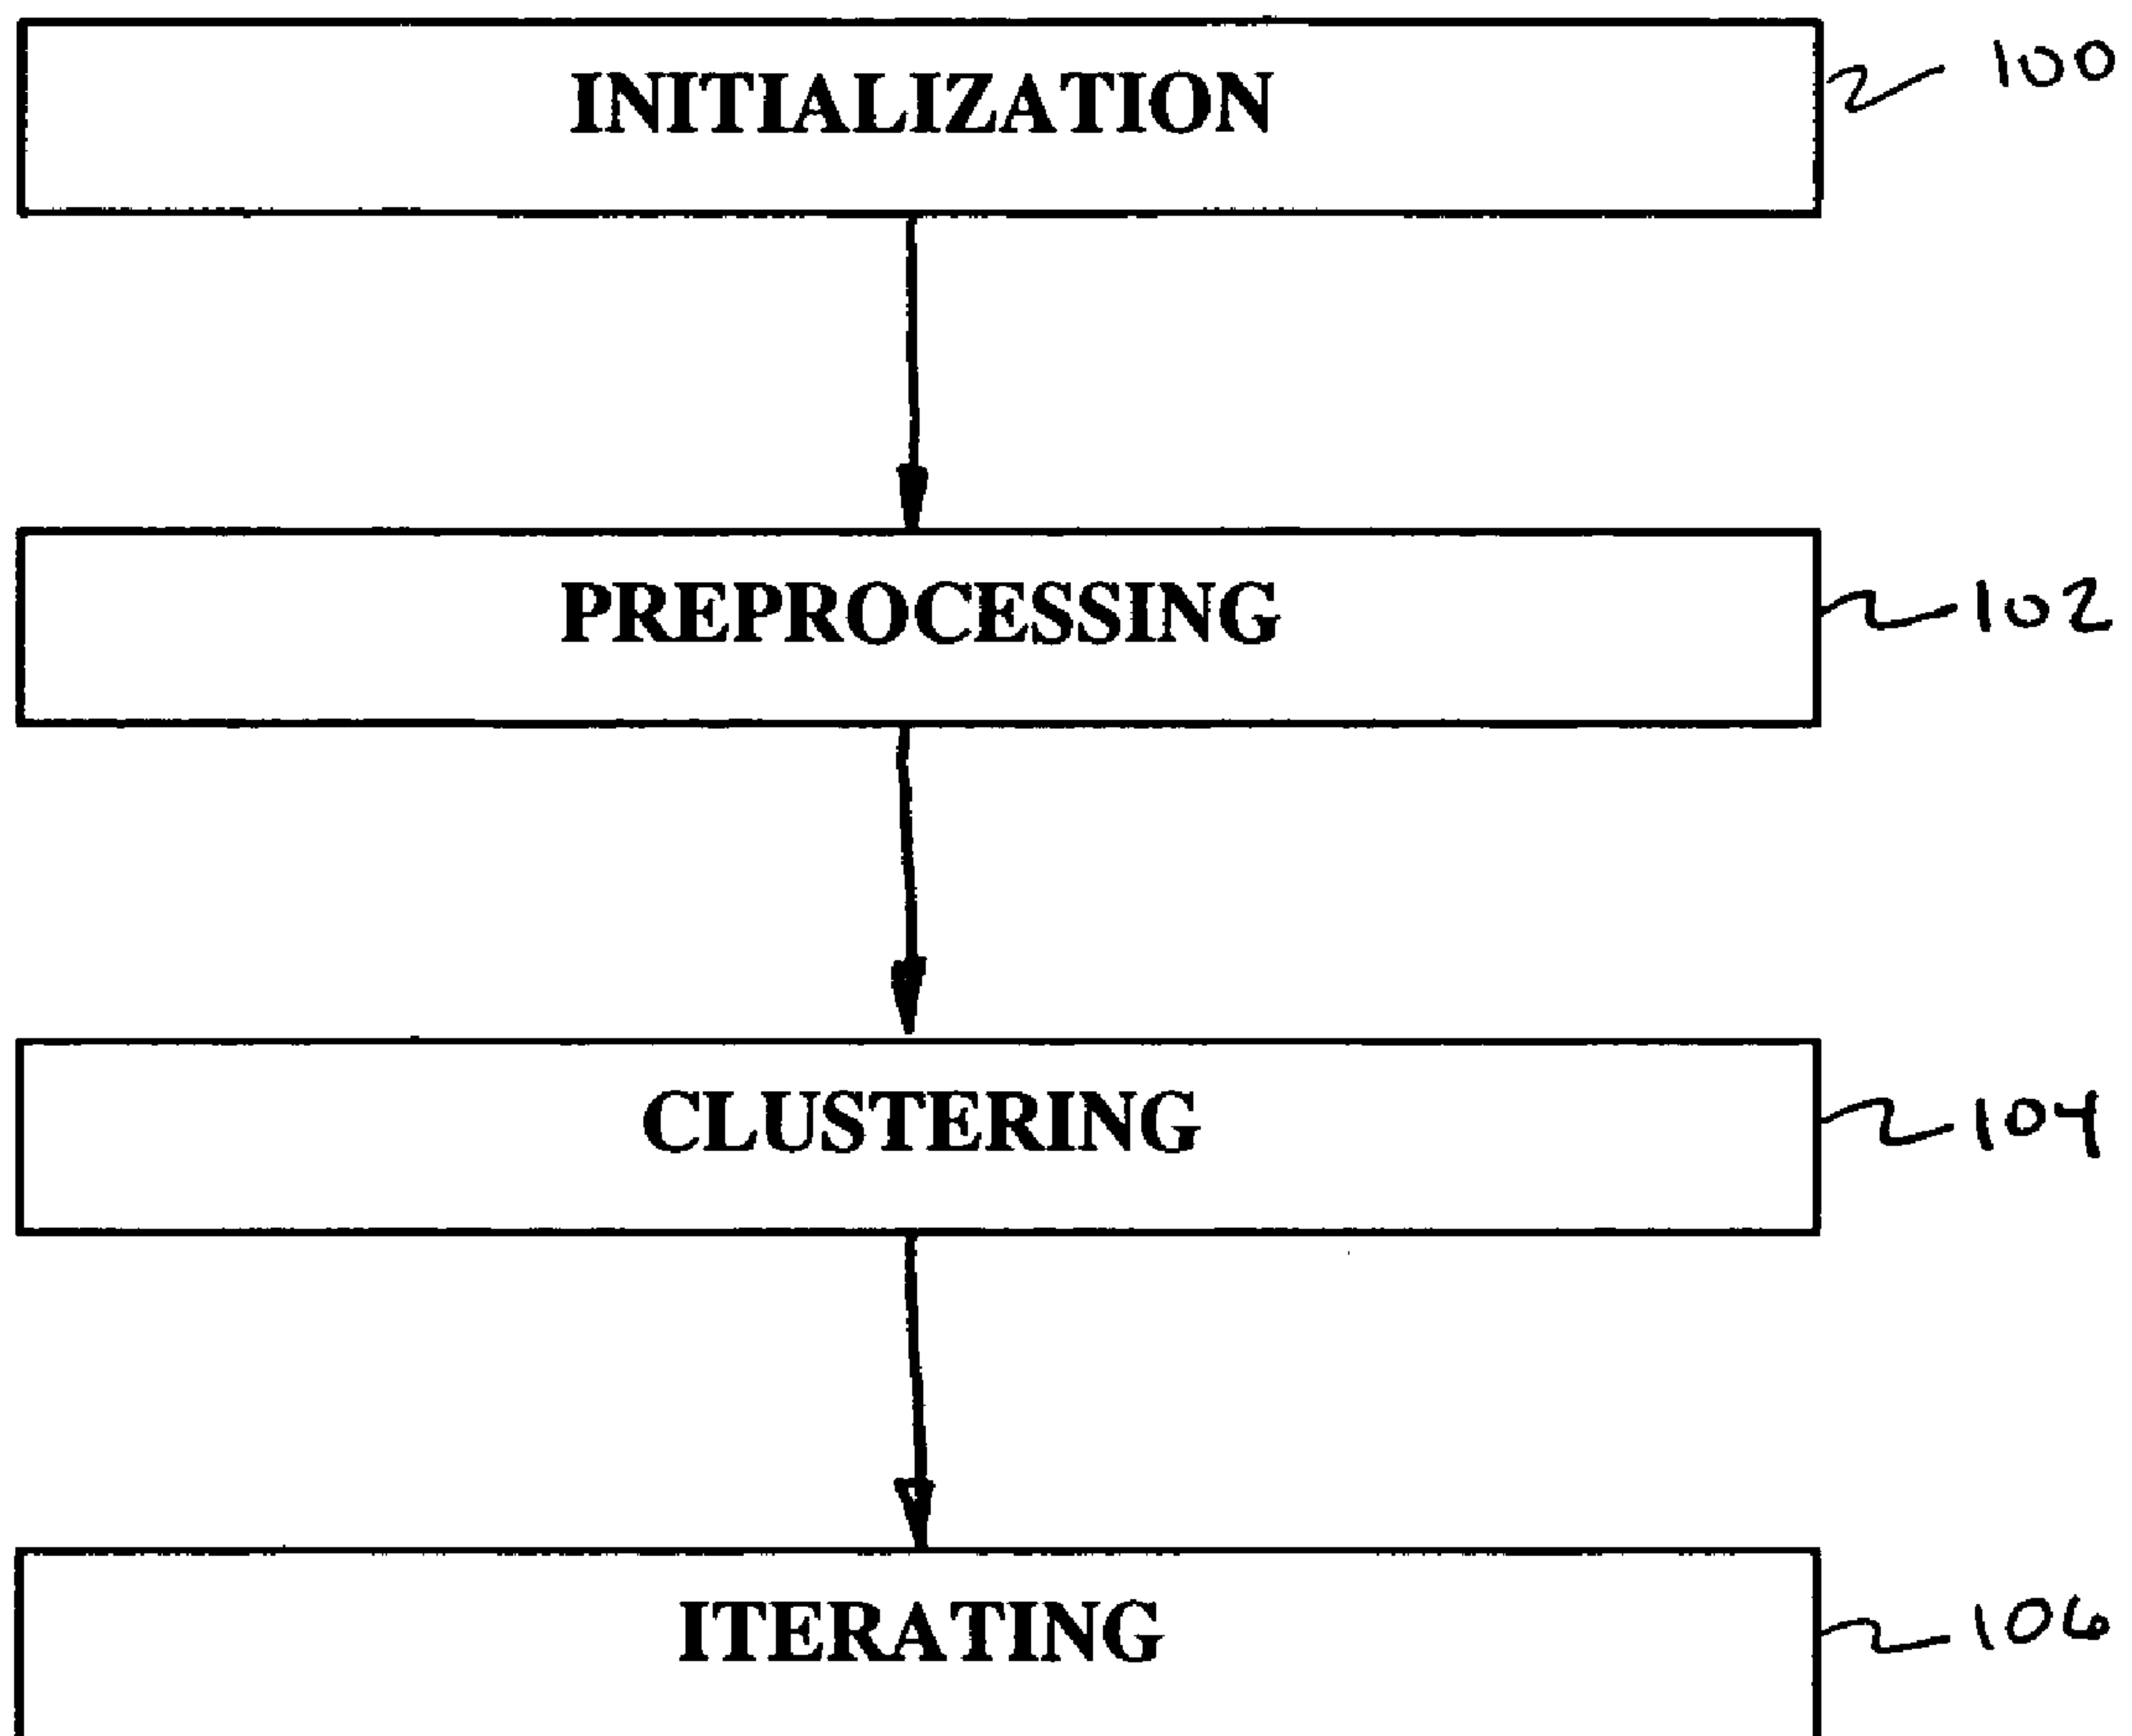 INITIALIZATION 100
PREPROCESSING 102
CLUSTERING 104
ITERATING 106